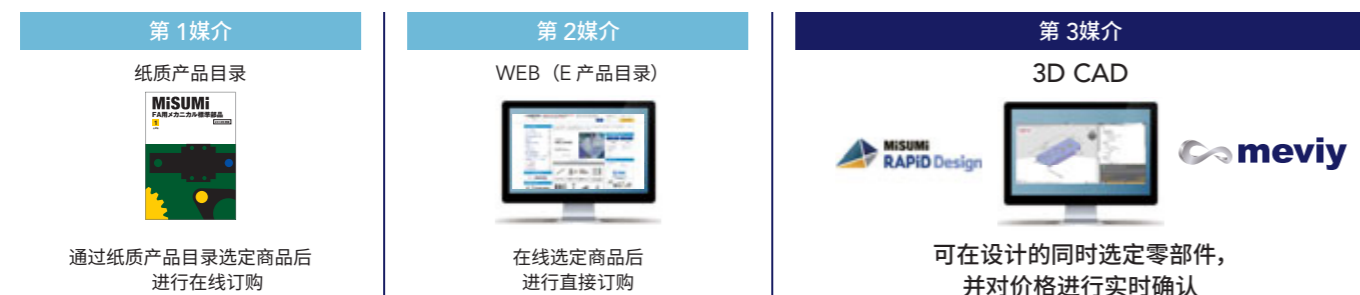 第 1媒介
纸质产品目录
MiSUMi
FA用メカニカル標準部品
1
通过纸质产品目录选定商品后
进行在线订购
第 2媒介
WEB（E 产品目录）
在线选定商品后
进行直接订购
第 3媒介
3D CAD
MiSUMi
RAPiD Design
meviy
可在设计的同时选定零部件，
并对价格进行实时确认